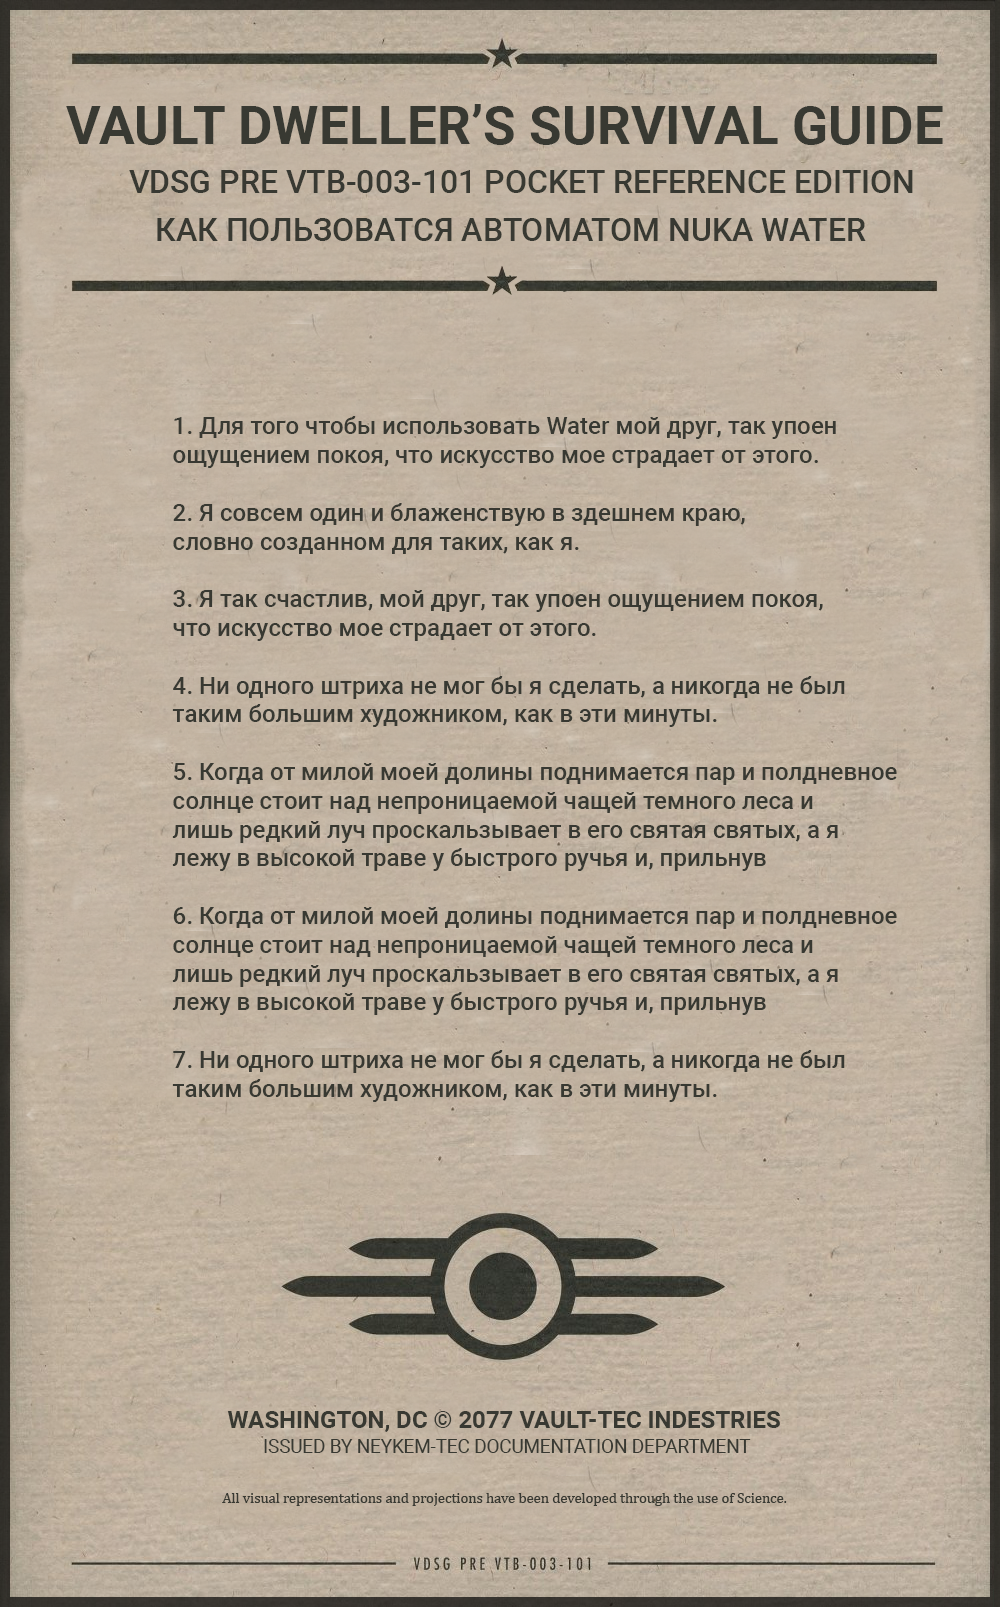 VAULT DWELLER’S SURVIVAL GUIDE
VDSG PRE VTB-003-101 POCKET REFERENCE EDITION
КАК ПОЛЬЗОВАТСЯ АВТОМАТОМ NUKA WATER
1. Для того чтобы использовать Water мой друг, так упоен
ощущением покоя, что искусство мое страдает от этого.
2. Я совсем один и блаженствую в здешнем краю,
словно созданном для таких, как я.
3. Я так счастлив, мой друг, так упоен ощущением покоя,
что искусство мое страдает от этого.
4. Ни одного штриха не мог бы я сделать, а никогда не был
таким большим художником, как в эти минуты.
5. Когда от милой моей долины поднимается пар и полдневное
солнце стоит над непроницаемой чащей темного леса и
лишь редкий луч проскальзывает в его святая святых, а я
лежу в высокой траве у быстрого ручья и, прильнув
6. Когда от милой моей долины поднимается пар и полдневное
солнце стоит над непроницаемой чащей темного леса и
лишь редкий луч проскальзывает в его святая святых, а я
лежу в высокой траве у быстрого ручья и, прильнув
7. Ни одного штриха не мог бы я сделать, а никогда не был
таким большим художником, как в эти минуты.
WASHINGTON, DC © 2077 VAULT-TEC INDESTRIES
ISSUED BY NEYKEM-TEC DOCUMENTATION DEPARTMENT
All visual representations and projections have been developed through the use of Science.
VDSG PRE VTB-003-101